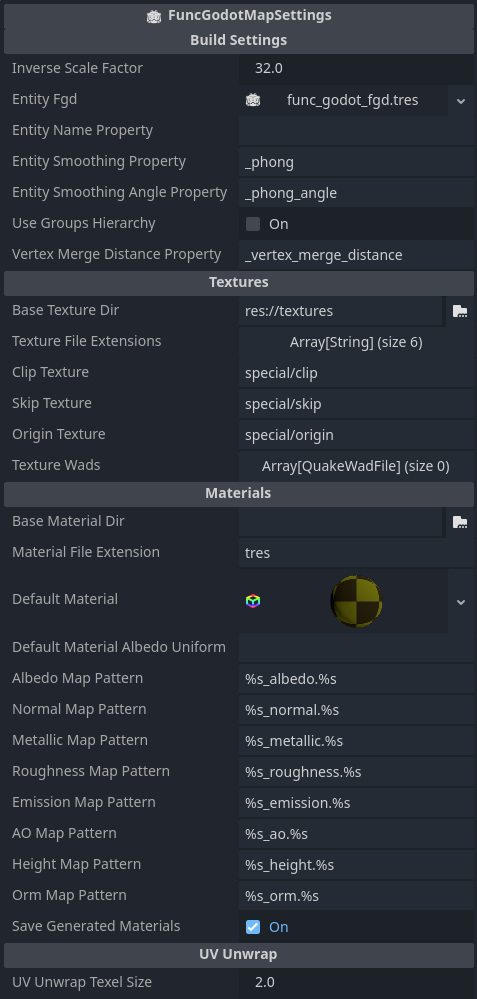 FuncGodotMapSettings
Build Settings
Inverse Scale Factor 32.0
Entity Fgd func_godot_fgd.tres
Entity Name Property
Entity Smoothing Property _phong
Entity Smoothing Angle Property _phong_angle
Use Groups Hierarchy On
Vertex Merge Distance Property _vertex_merge_distance
Textures
Base Texture Dir res://textures
Texture File Extensions Array[String] (size 6)
Clip Texture special/clip
Skip Texture special/skip
Origin Texture special/origin
Texture Wads Array[QuakeWadFile] (size 0)
Materials
Base Material Dir
Material File Extension tres
Default Material
Default Material Albedo Uniform
Albedo Map Pattern %s_albedo.%s
Normal Map Pattern %s_normal.%s
Metallic Map Pattern %s_metallic.%s
Roughness Map Pattern %s_roughness.%s
Emission Map Pattern %s_emission.%s
AO Map Pattern %s_ao.%s
Height Map Pattern %s_height.%s
Orm Map Pattern %s_orm.%s
Save Generated Materials On
UV Unwrap
UV Unwrap Texel Size 2.0